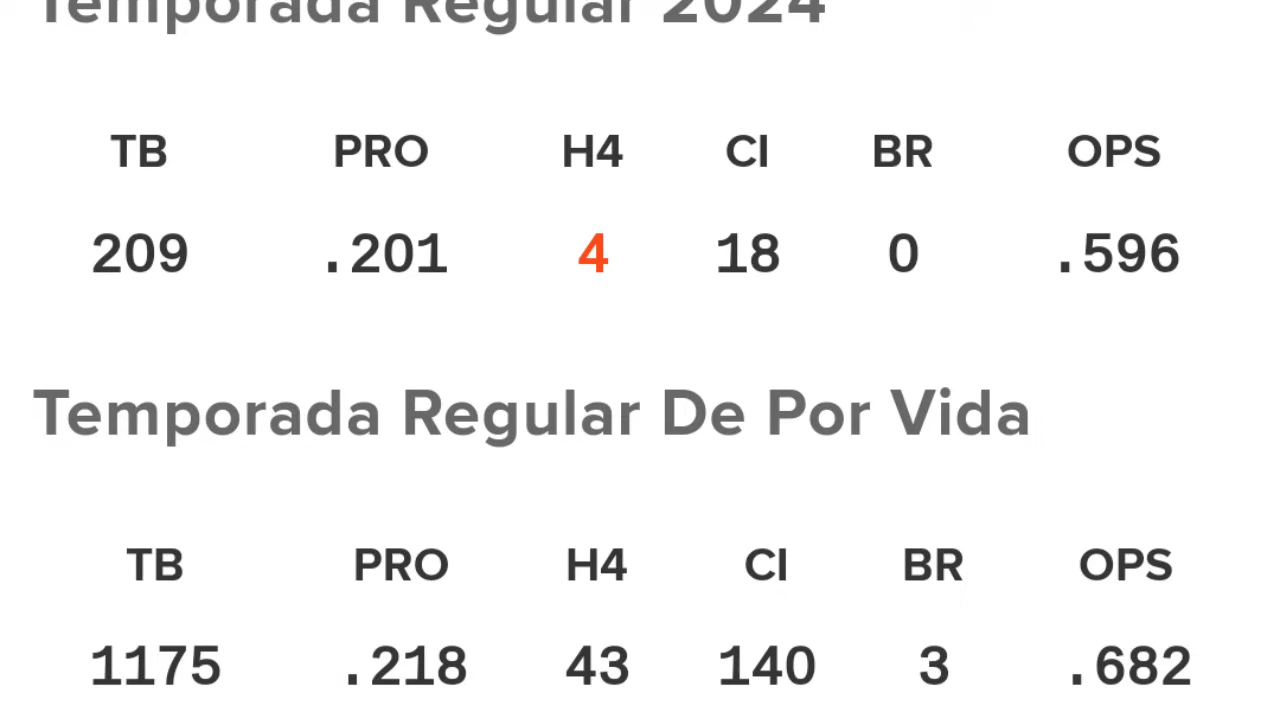 Temporada Regular 2024
TB PRO H4 CI BR OPS
209 .201 4 18 0 .596
Temporada Regular De Por Vida
TB PRO H4 CI BR OPS
1175 .218 43 140 3 .682